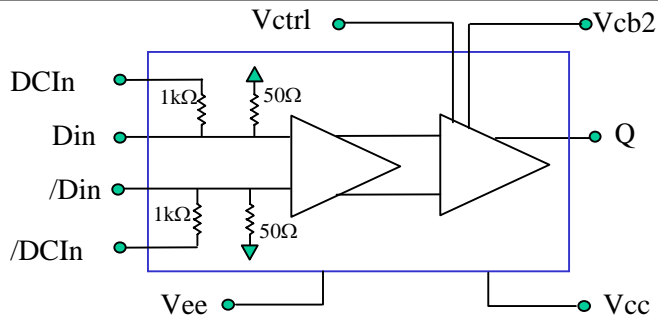 Vctrl
Vcb2
DCIn
1kΩ
50Ω
Din
Q
/Din
1kΩ
50Ω
/DCIn
Vee
Vcc